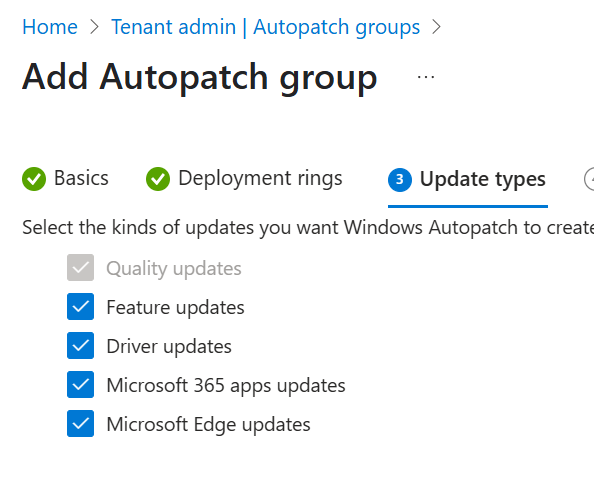 Home > Tenant admin | Autopatch groups >
Add Autopatch group ...
Basics Deployment rings 3 Update types
Select the kinds of updates you want Windows Autopatch to create
Quality updates
Feature updates
Driver updates
Microsoft 365 apps updates
Microsoft Edge updates